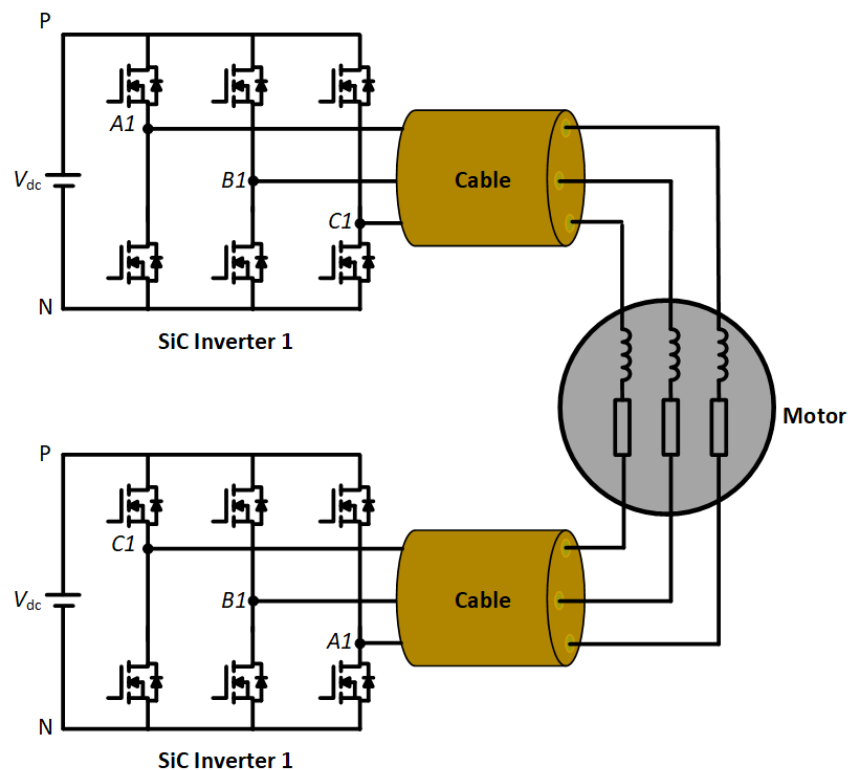 P
A1
Vdc
B1
Cable
C1
N
SiC Inverter 1
Motor
P
C1
Vdc
B1
Cable
A1
N
SiC Inverter 1